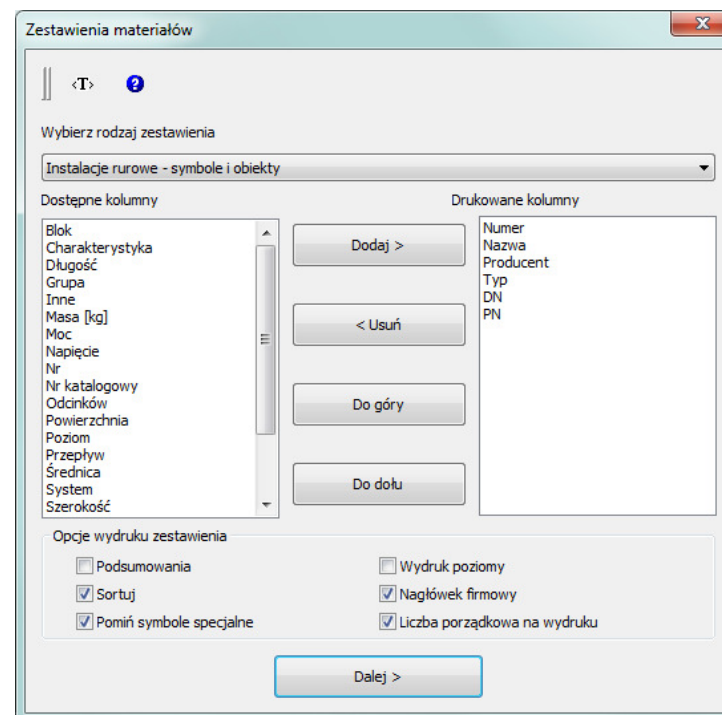 Zestawienia materiałów
<T>
Wybierz rodzaj zestawienia
Instalacje rurowe - symbole i obiekty
Dostępne kolumny
Drukowane kolumny
Blok
Charakterystyka
Długość
Grupa
Inne
Masa [kg]
Moc
Napięcie
Nr
Nr katalogowy
Odcinków
Powierzchnia
Poziom
Przepływ
Średnica
System
Szerokość
Dodaj >
< Usuń
Do góry
Do dołu
Numer
Nazwa
Producent
Typ
DN
PN
Opcje wydruku zestawienia
Podsumowania
Wydruk poziomy
Sortuj
Nagłówek firmowy
Pomiń symbole specjalne
Liczba porządkowa na wydruku
Dalej >